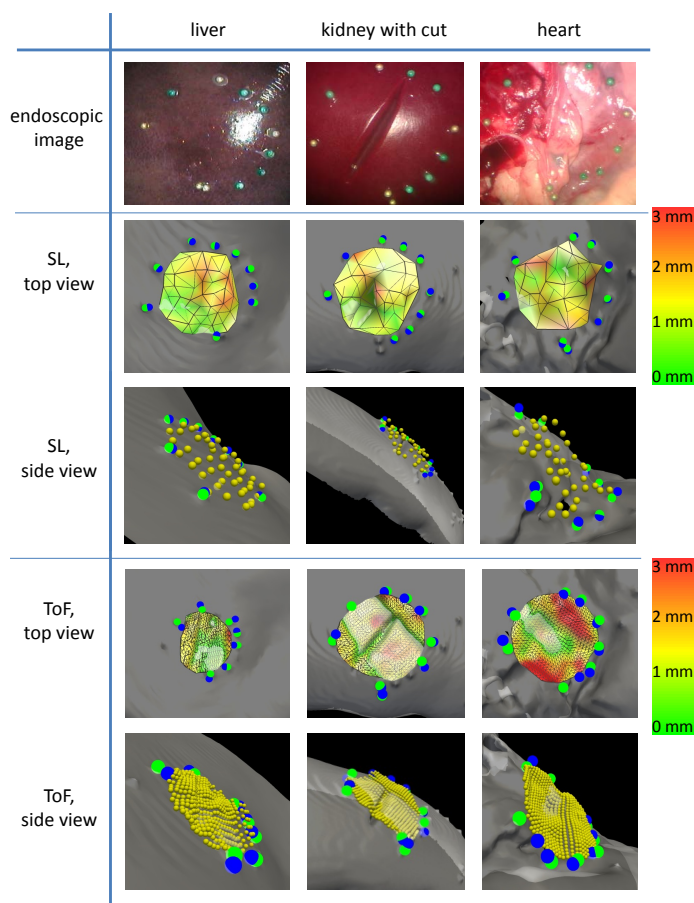 liver
kidney with cut
heart
endoscopic
image
SL,
top view
3 mm
2 mm
1 mm
0 mm
SL,
side view
ToF,
top view
3 mm
2 mm
1 mm
0 mm
ToF,
side view